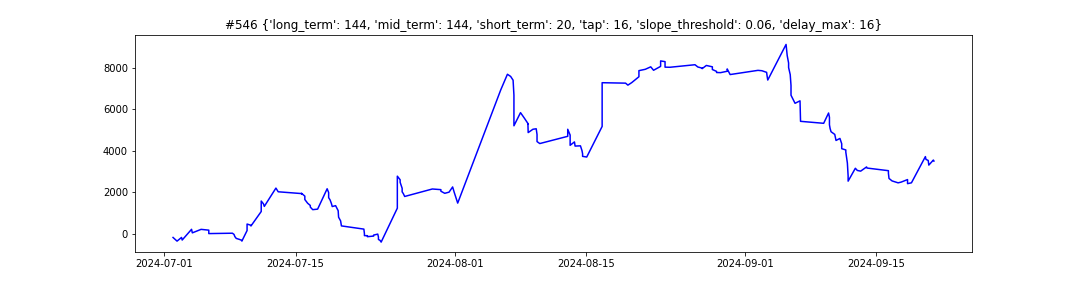 #546 {'long_term': 144, 'mid_term': 144, 'short_term': 20, 'tap': 16, 'slope_threshold': 0.06, 'delay_max': 16}
8000
6000
4000
2000
0
2024-07-01 2024-07-15 2024-08-01 2024-08-15 2024-09-01 2024-09-15